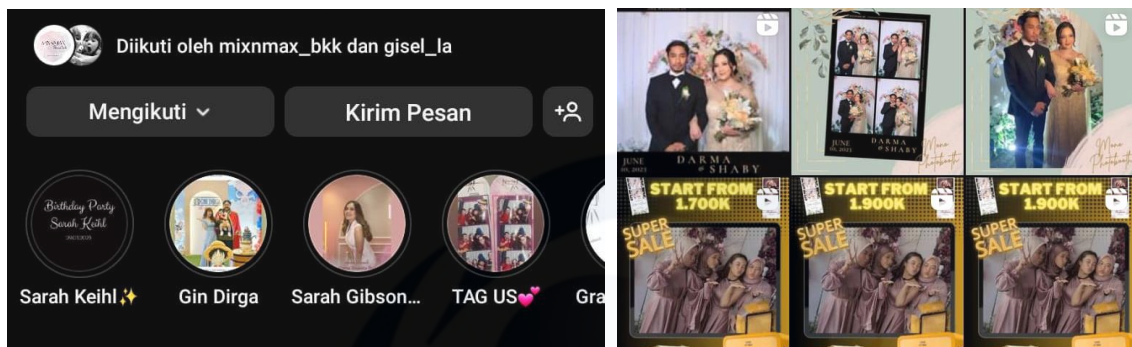 Diikuti oleh mixnmax_bkk dan gisel_la
Mengikuti
Kirim Pesan
Birthday Party
Sarah Keihl
Sarah Keihl✨
Gin Dirga
Sarah Gibson...
TAG US💕
Gra
JUNE
DARMA
& SHABY
DARMA
& SHABY
START FROM
1.700K
SUPER
SALE
START FROM
1.900K
SUPER
SALE
START FROM
1.900K
SUPER
SALE